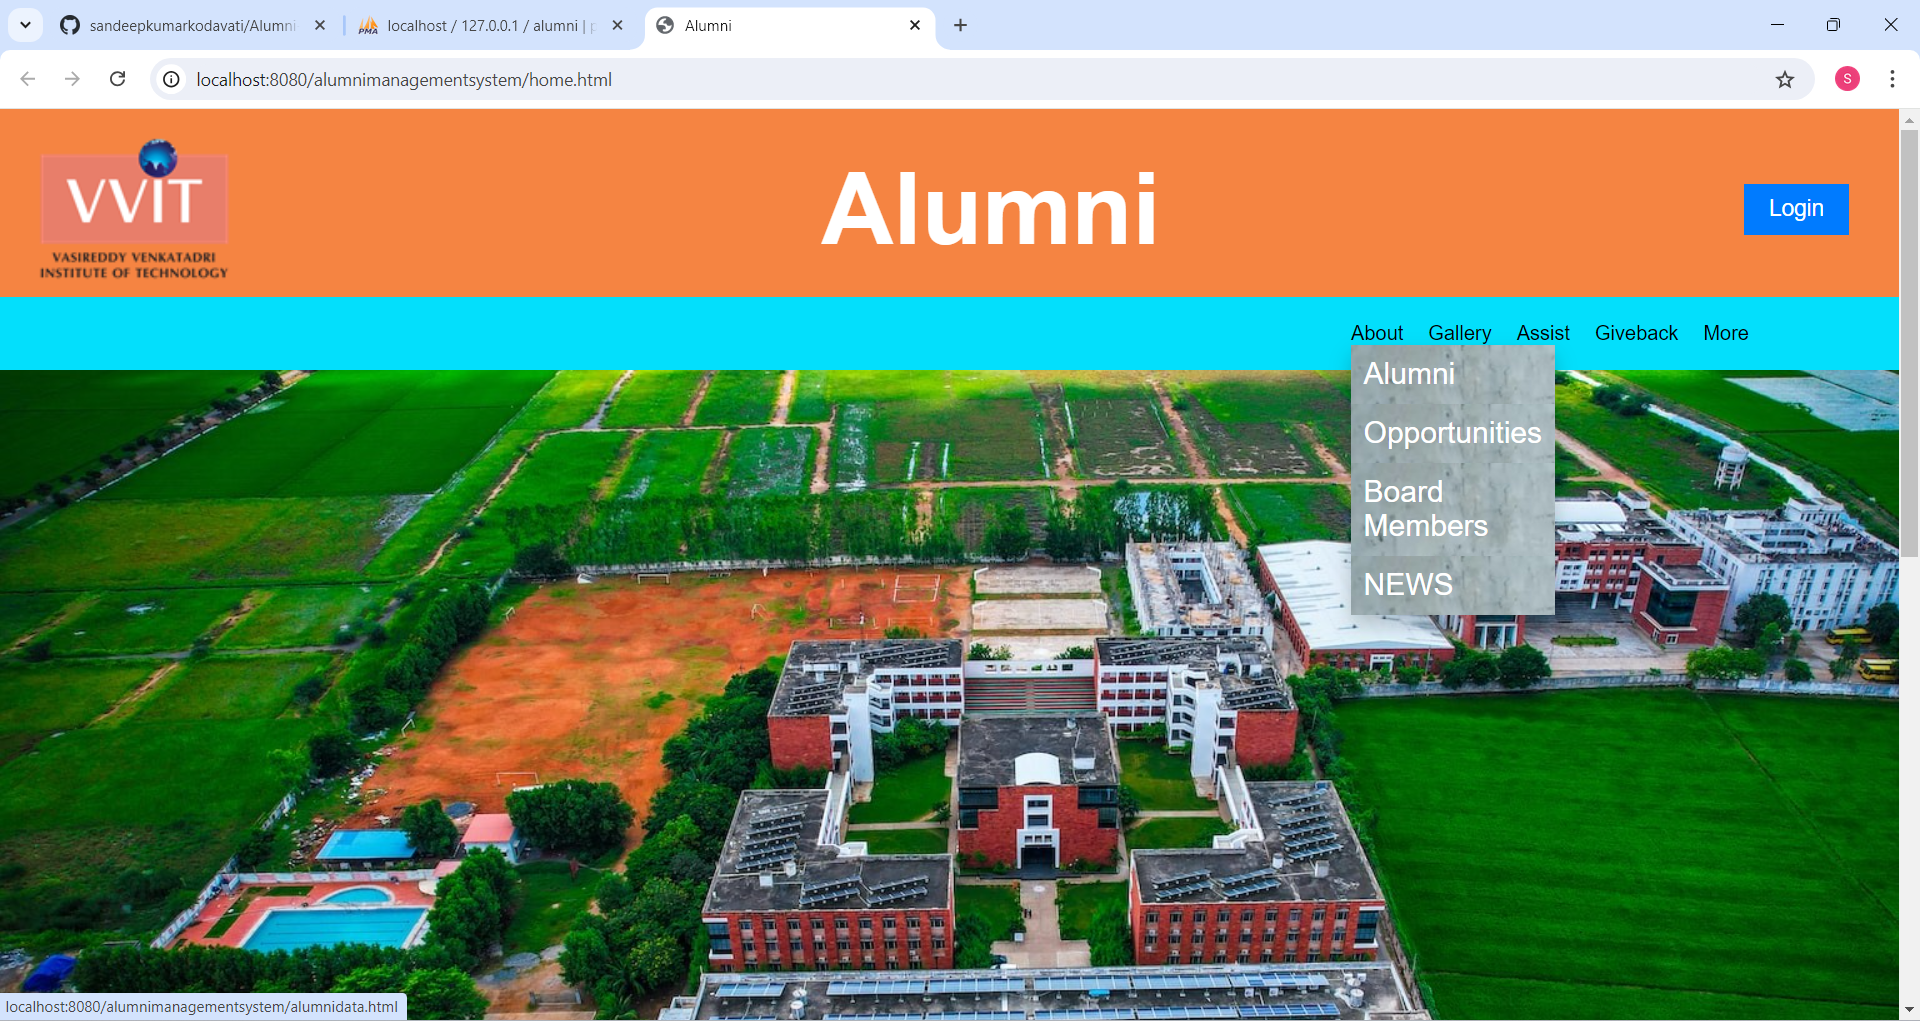 sandeepkumarkodavati/Alumni
localhost / 127.0.0.1 / alumni | p
Alumni
localhost:8080/alumnimanagementsystem/home.html
S
VVIT
VASIREDDY VENKATADRI
INSTITUTE OF TECHNOLOGY
Alumni
Login
About Gallery Assist Giveback More
Alumni
Opportunities
Board
Members
NEWS
localhost:8080/alumnimanagementsystem/alumnidata.html